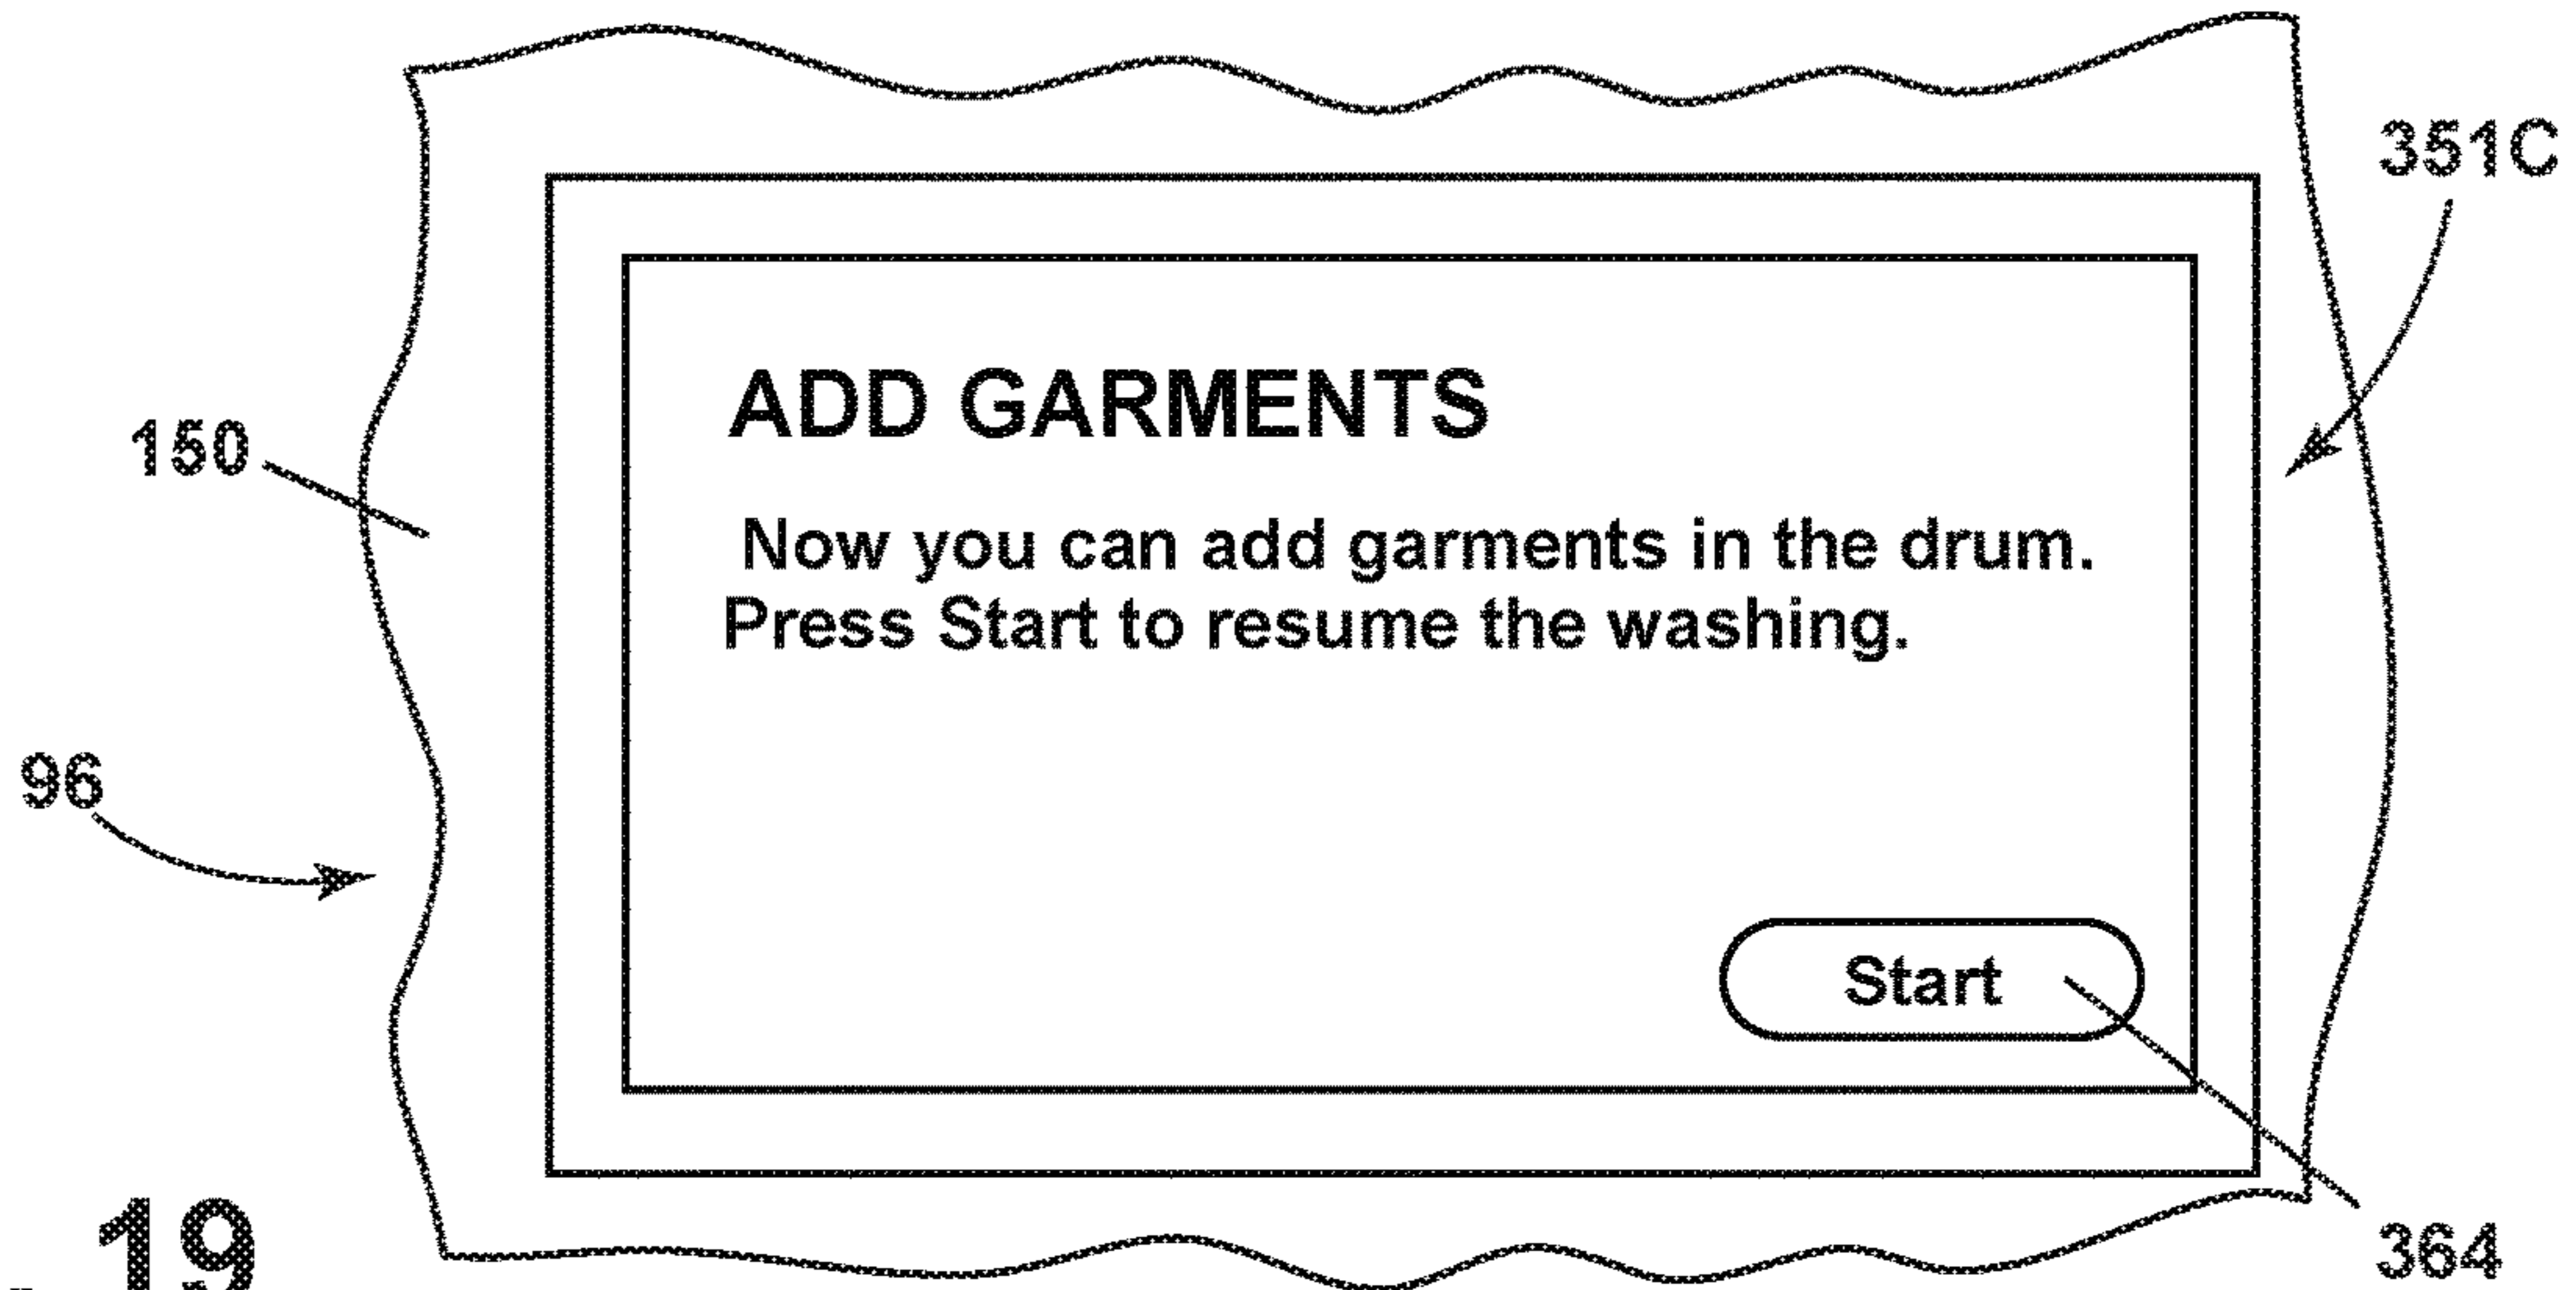 351C
ADD GARMENTS
150
Now you can add garments in the drum.
Press Start to resume the washing.
96
Start
19
364